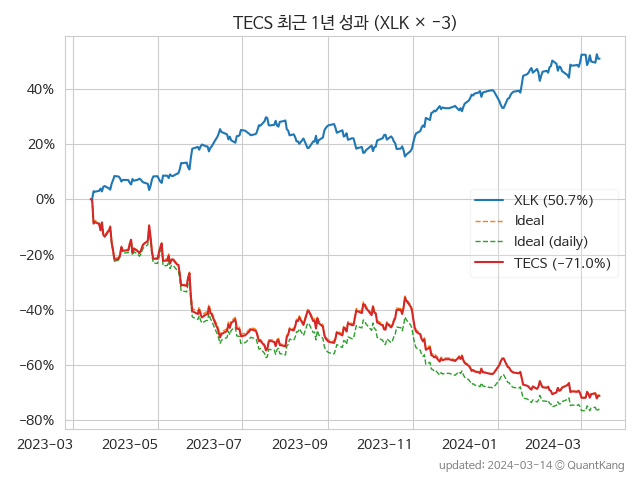 TECS 최근 1년 성과 (XLK × −3)
40%
20%
0%
−20%
−40%
−60%
−80%
XLK (50.7%)
Ideal
Ideal (daily)
TECS (−71.0%)
2023-03
2023-05
2023-07
2023-09
2023-11
2024-01
2024-03
updated: 2024-03-14 © QuantKang